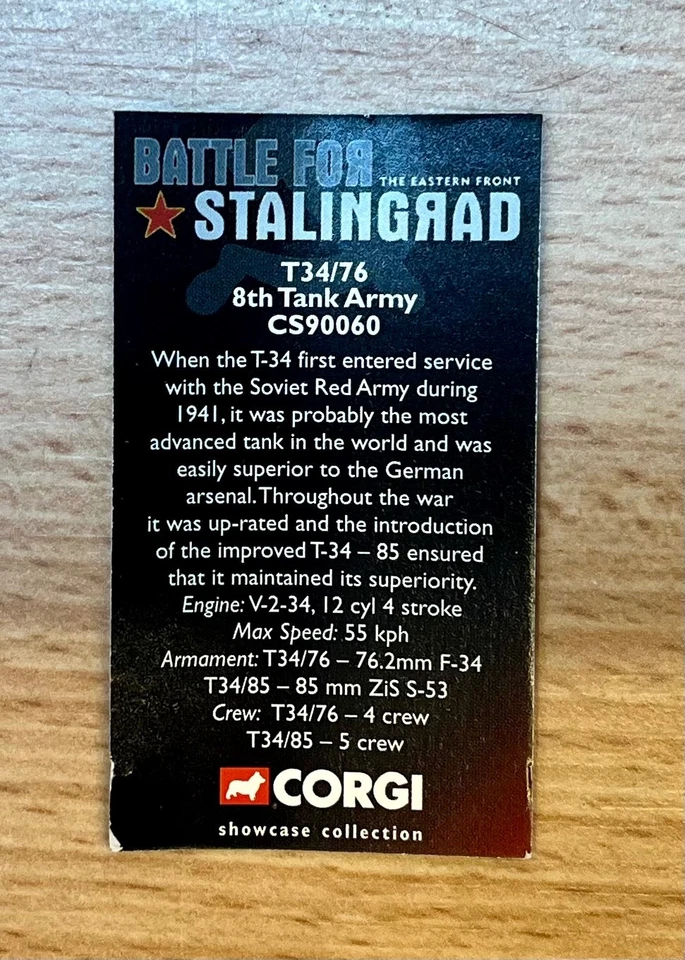 BATTLE FOЯ
THE EASTERN FRONT
STALINGЯAD
T34/76
8th Tank Army
CS90060
When the T-34 first entered service
with the Soviet Red Army during
1941, it was probably the most
advanced tank in the world and was
easily superior to the German
arsenal. Throughout the war
it was up-rated and the introduction
of the improved T-34 – 85 ensured
that it maintained its superiority.
Engine: V-2-34, 12 cyl 4 stroke
Max Speed: 55 kph
Armament: T34/76 – 76.2mm F-34
T34/85 – 85 mm ZiS S-53
Crew: T34/76 – 4 crew
T34/85 – 5 crew
CORGI
showcase collection